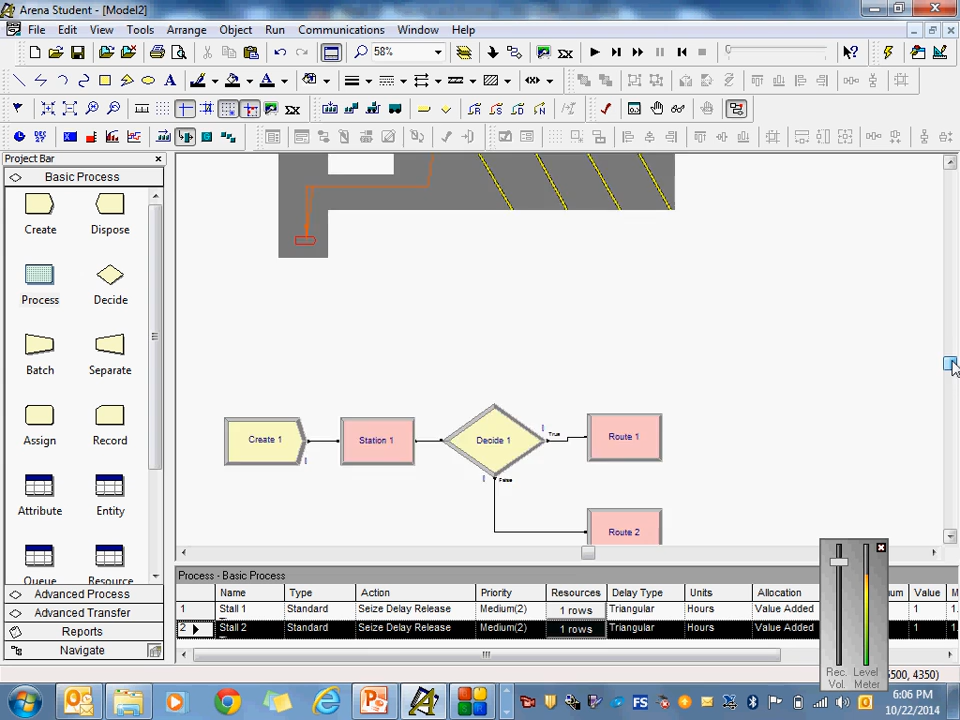 Arena Student - [Model2]
File Edit View Tools Arrange Object Run Communications Window Help
58%
Project Bar
Basic Process
Create Dispose
Process Decide
Batch Separate
Assign Record
Attribute Entity
Queue Resource
Advanced Process
Advanced Transfer
Reports
Navigate
Create 1
Station 1
Decide 1
True
False
Route 1
Route 2
Process - Basic Process
Name Type Action Priority Resources Delay Type Units Allocation Value
1 Stall 1 Standard Seize Delay Release Medium(2) 1 rows Triangular Hours Value Added 1
2 Stall 2 Standard Seize Delay Release Medium(2) 1 rows Triangular Hours Value Added 1
Rec. Vol. Level Meter
5500, 4350)
6:06 PM
10/22/2014